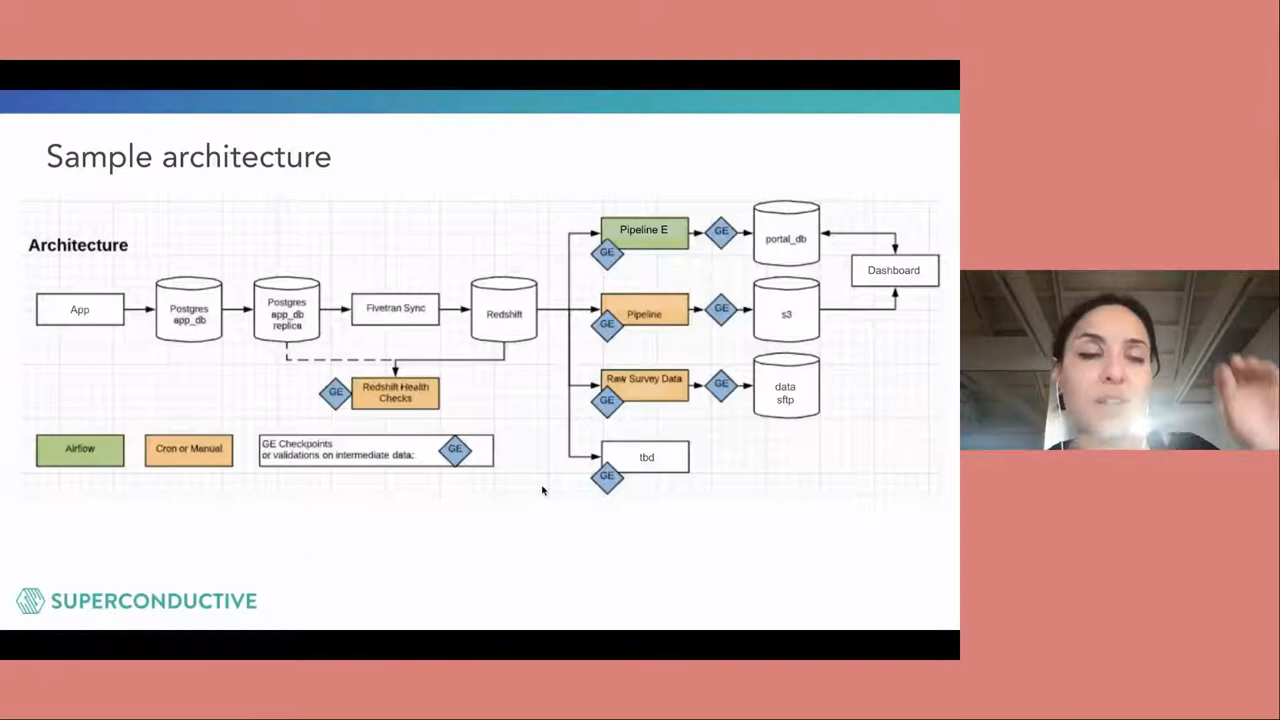 Sample architecture
Architecture
App
Postgres
app_db
Postgres
app_db
replica
Fivetran Sync
Redshift
GE
Redshift Health
Checks
Pipeline E
GE
GE
portal_db
Dashboard
Pipeline
GE
GE
s3
Raw Survey Data
GE
GE
data
sftp
tbd
GE
Airflow
Cron or Manual
GE Checkpoints
or validations on intermediate data:
GE
SUPERCONDUCTIVE